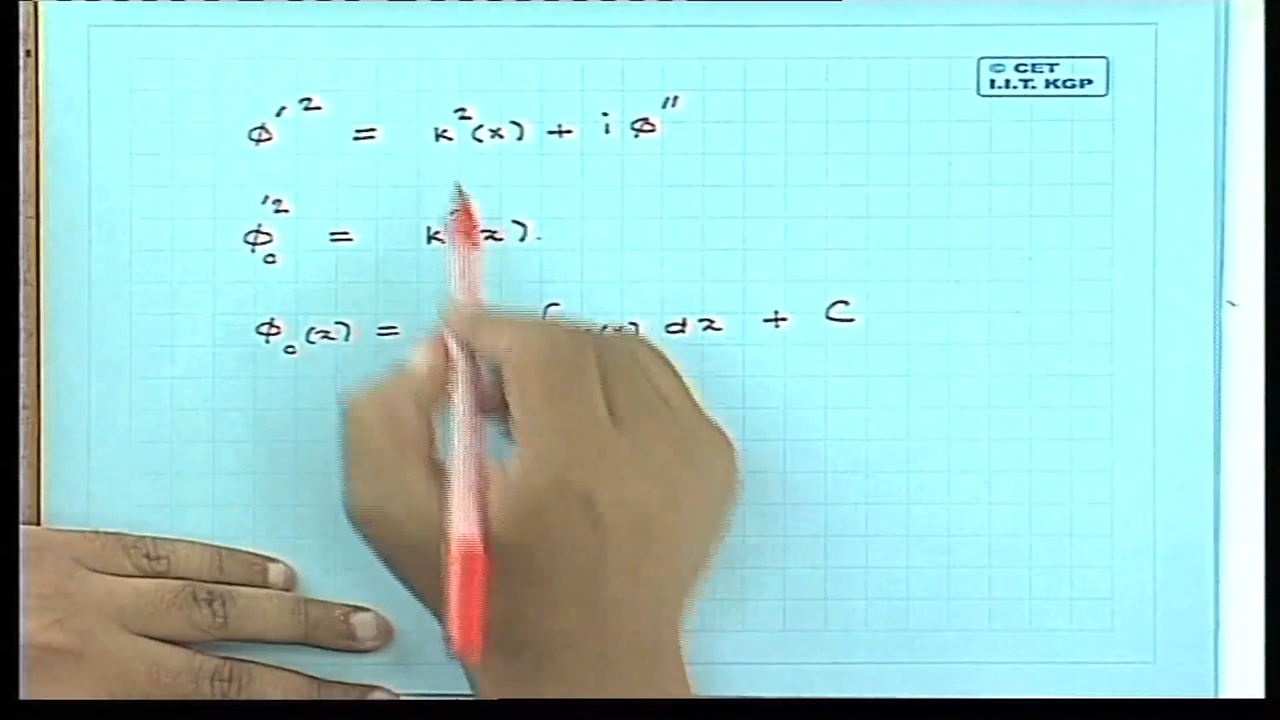 © CET
I.I.T. KGP
ϕ'² = k²(x) + i ϕ''
ϕ₀'² = k x).
ϕ₀(x) = dx + C